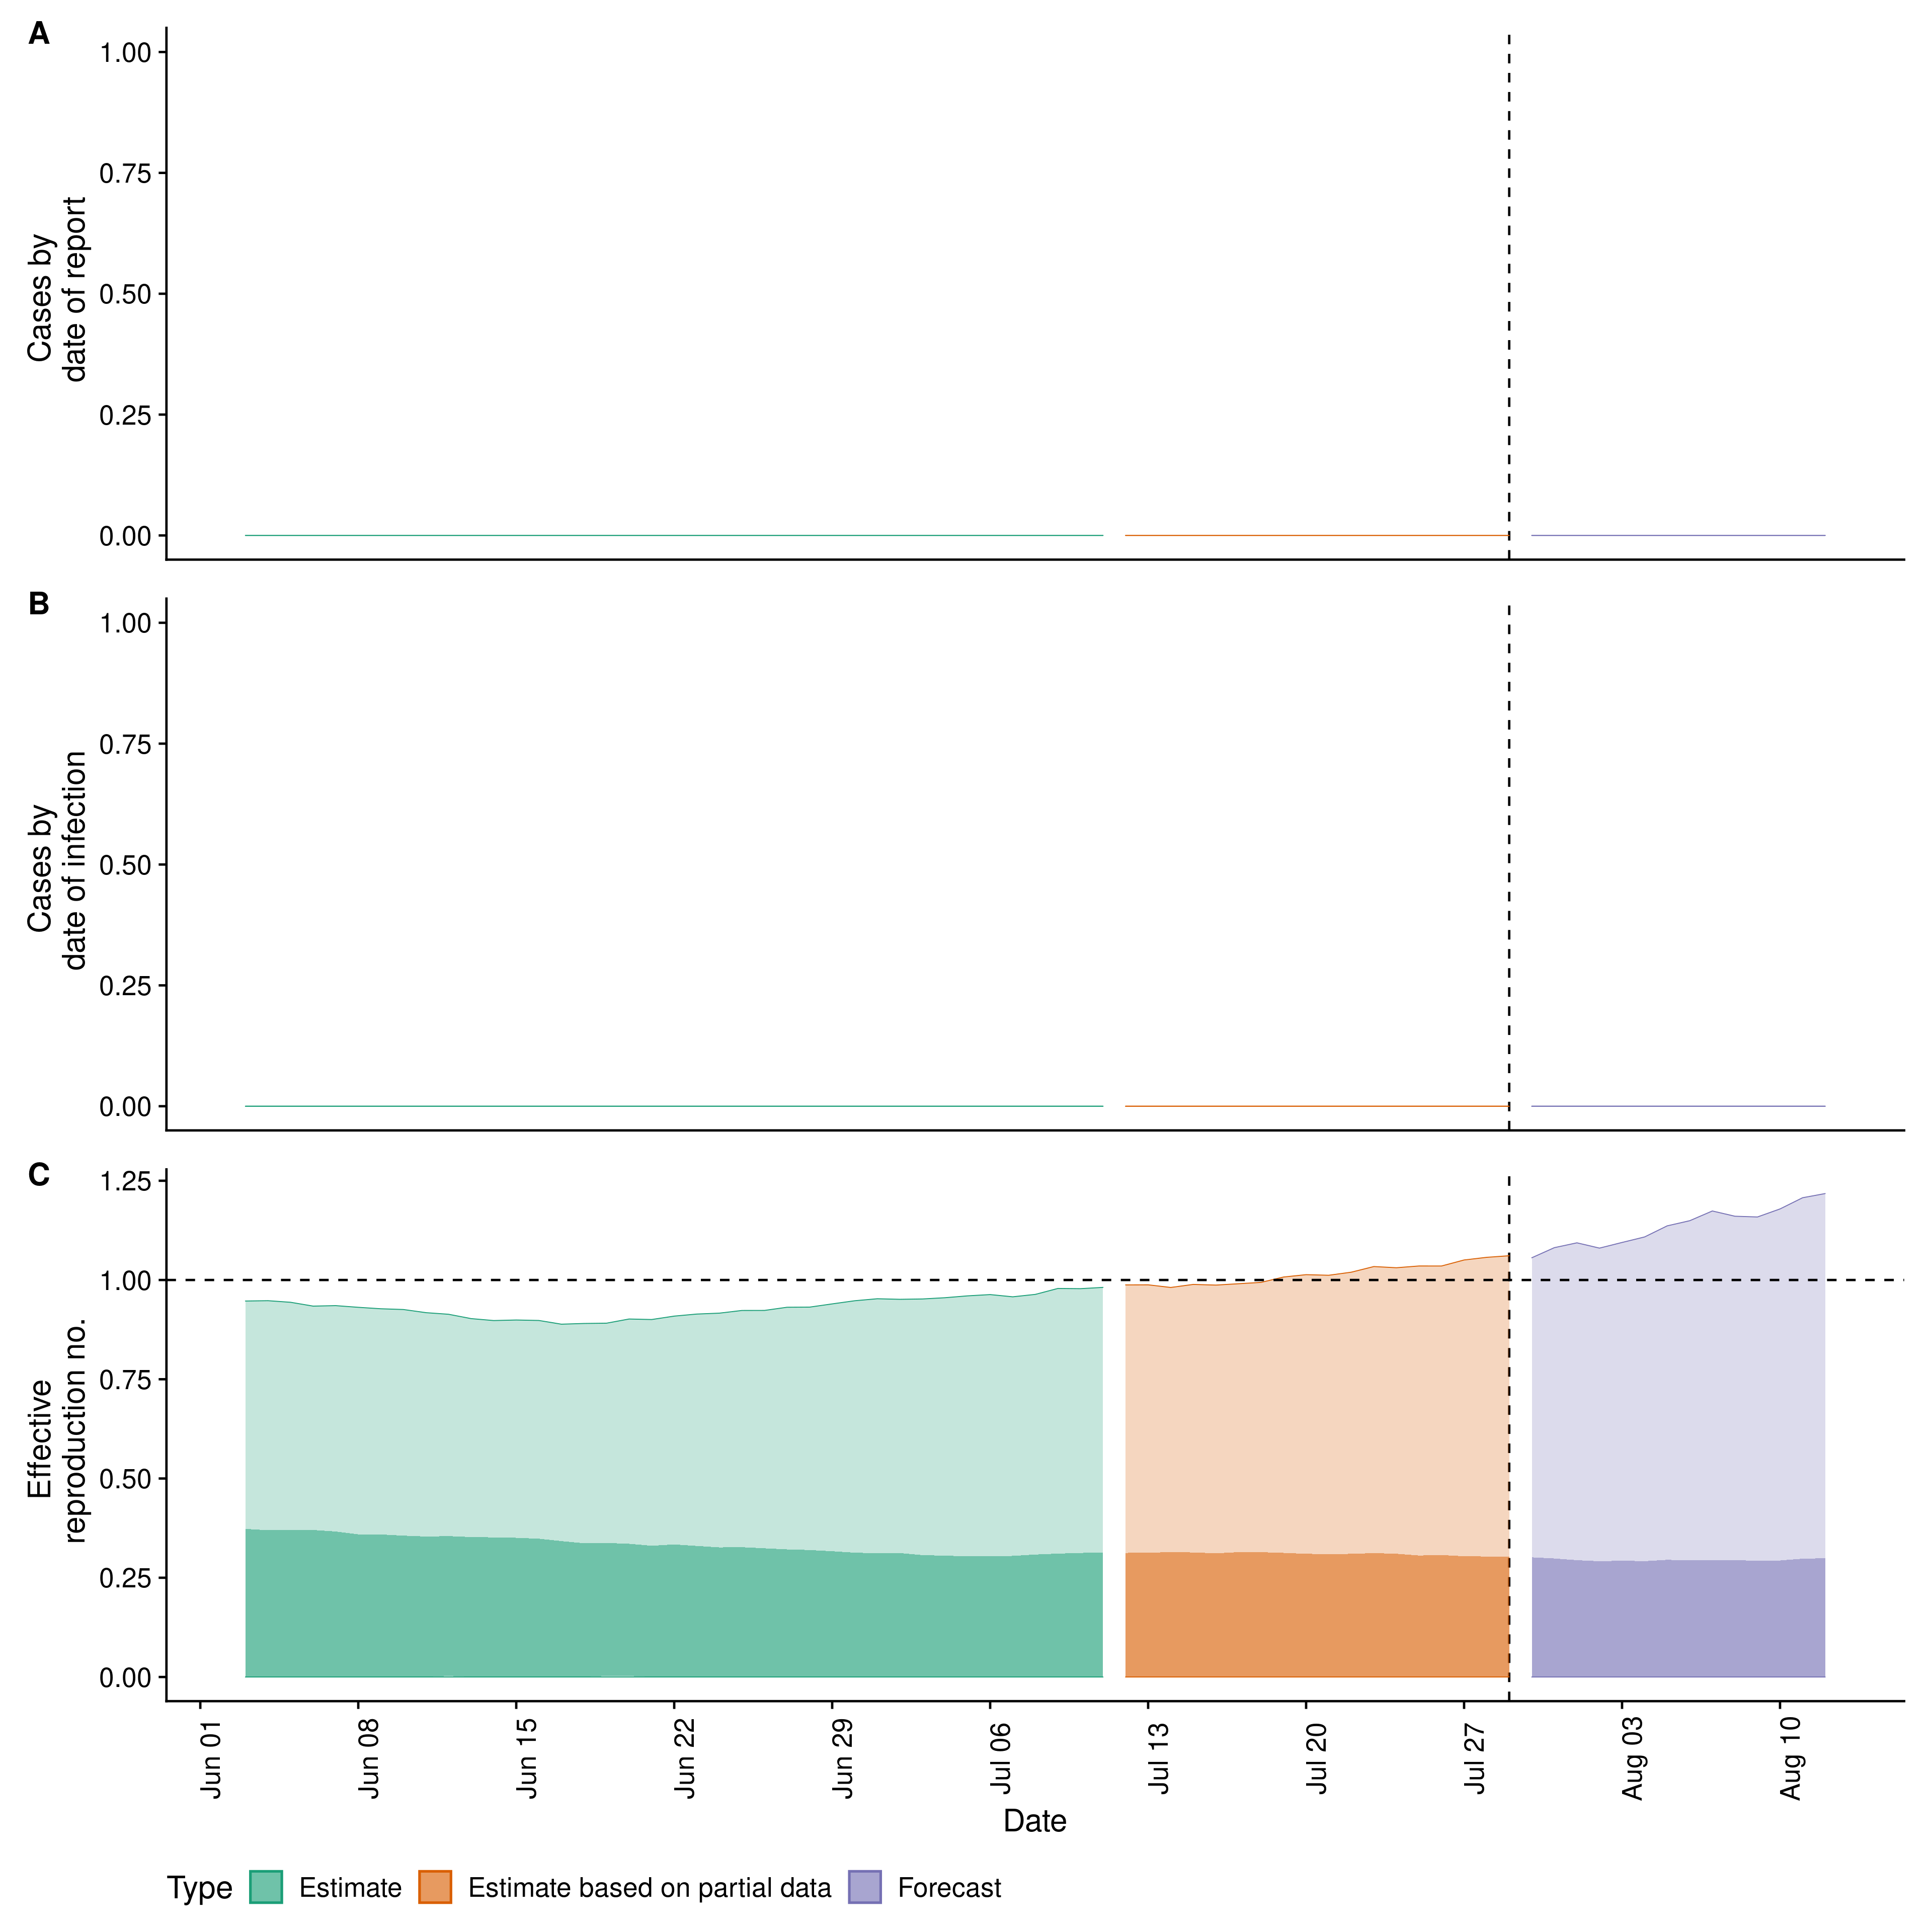 A
Cases by
date of report
1.00
0.75
0.50
0.25
0.00
B
Cases by
date of infection
1.00
0.75
0.50
0.25
0.00
C
Effective
reproduction no.
1.25
1.00
0.75
0.50
0.25
0.00
Jun 01
Jun 08
Jun 15
Jun 22
Jun 29
Jul 06
Jul 13
Jul 20
Jul 27
Aug 03
Aug 10
Date
Type Estimate Estimate based on partial data Forecast